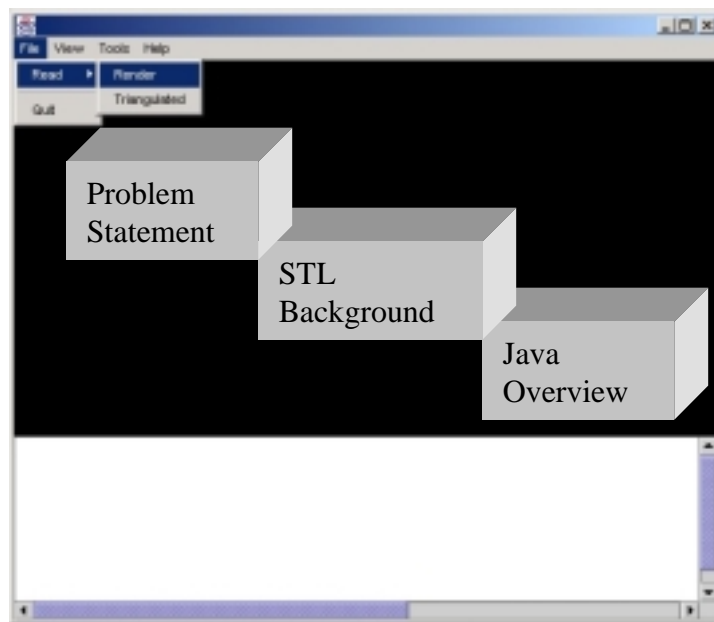 File View Tools Help
Read Render
Triangulated
Quit
Problem
Statement
STL
Background
Java
Overview